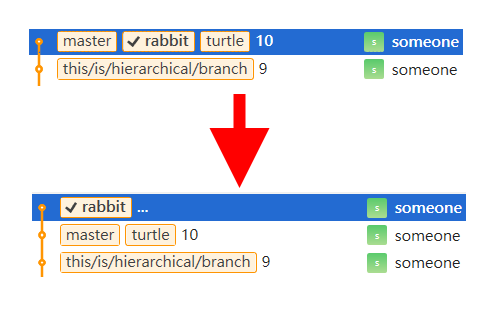 master ✔ rabbit turtle 10 s someone
this/is/hierarchical/branch 9 s someone
✔ rabbit ... s someone
master turtle 10 s someone
this/is/hierarchical/branch 9 s someone